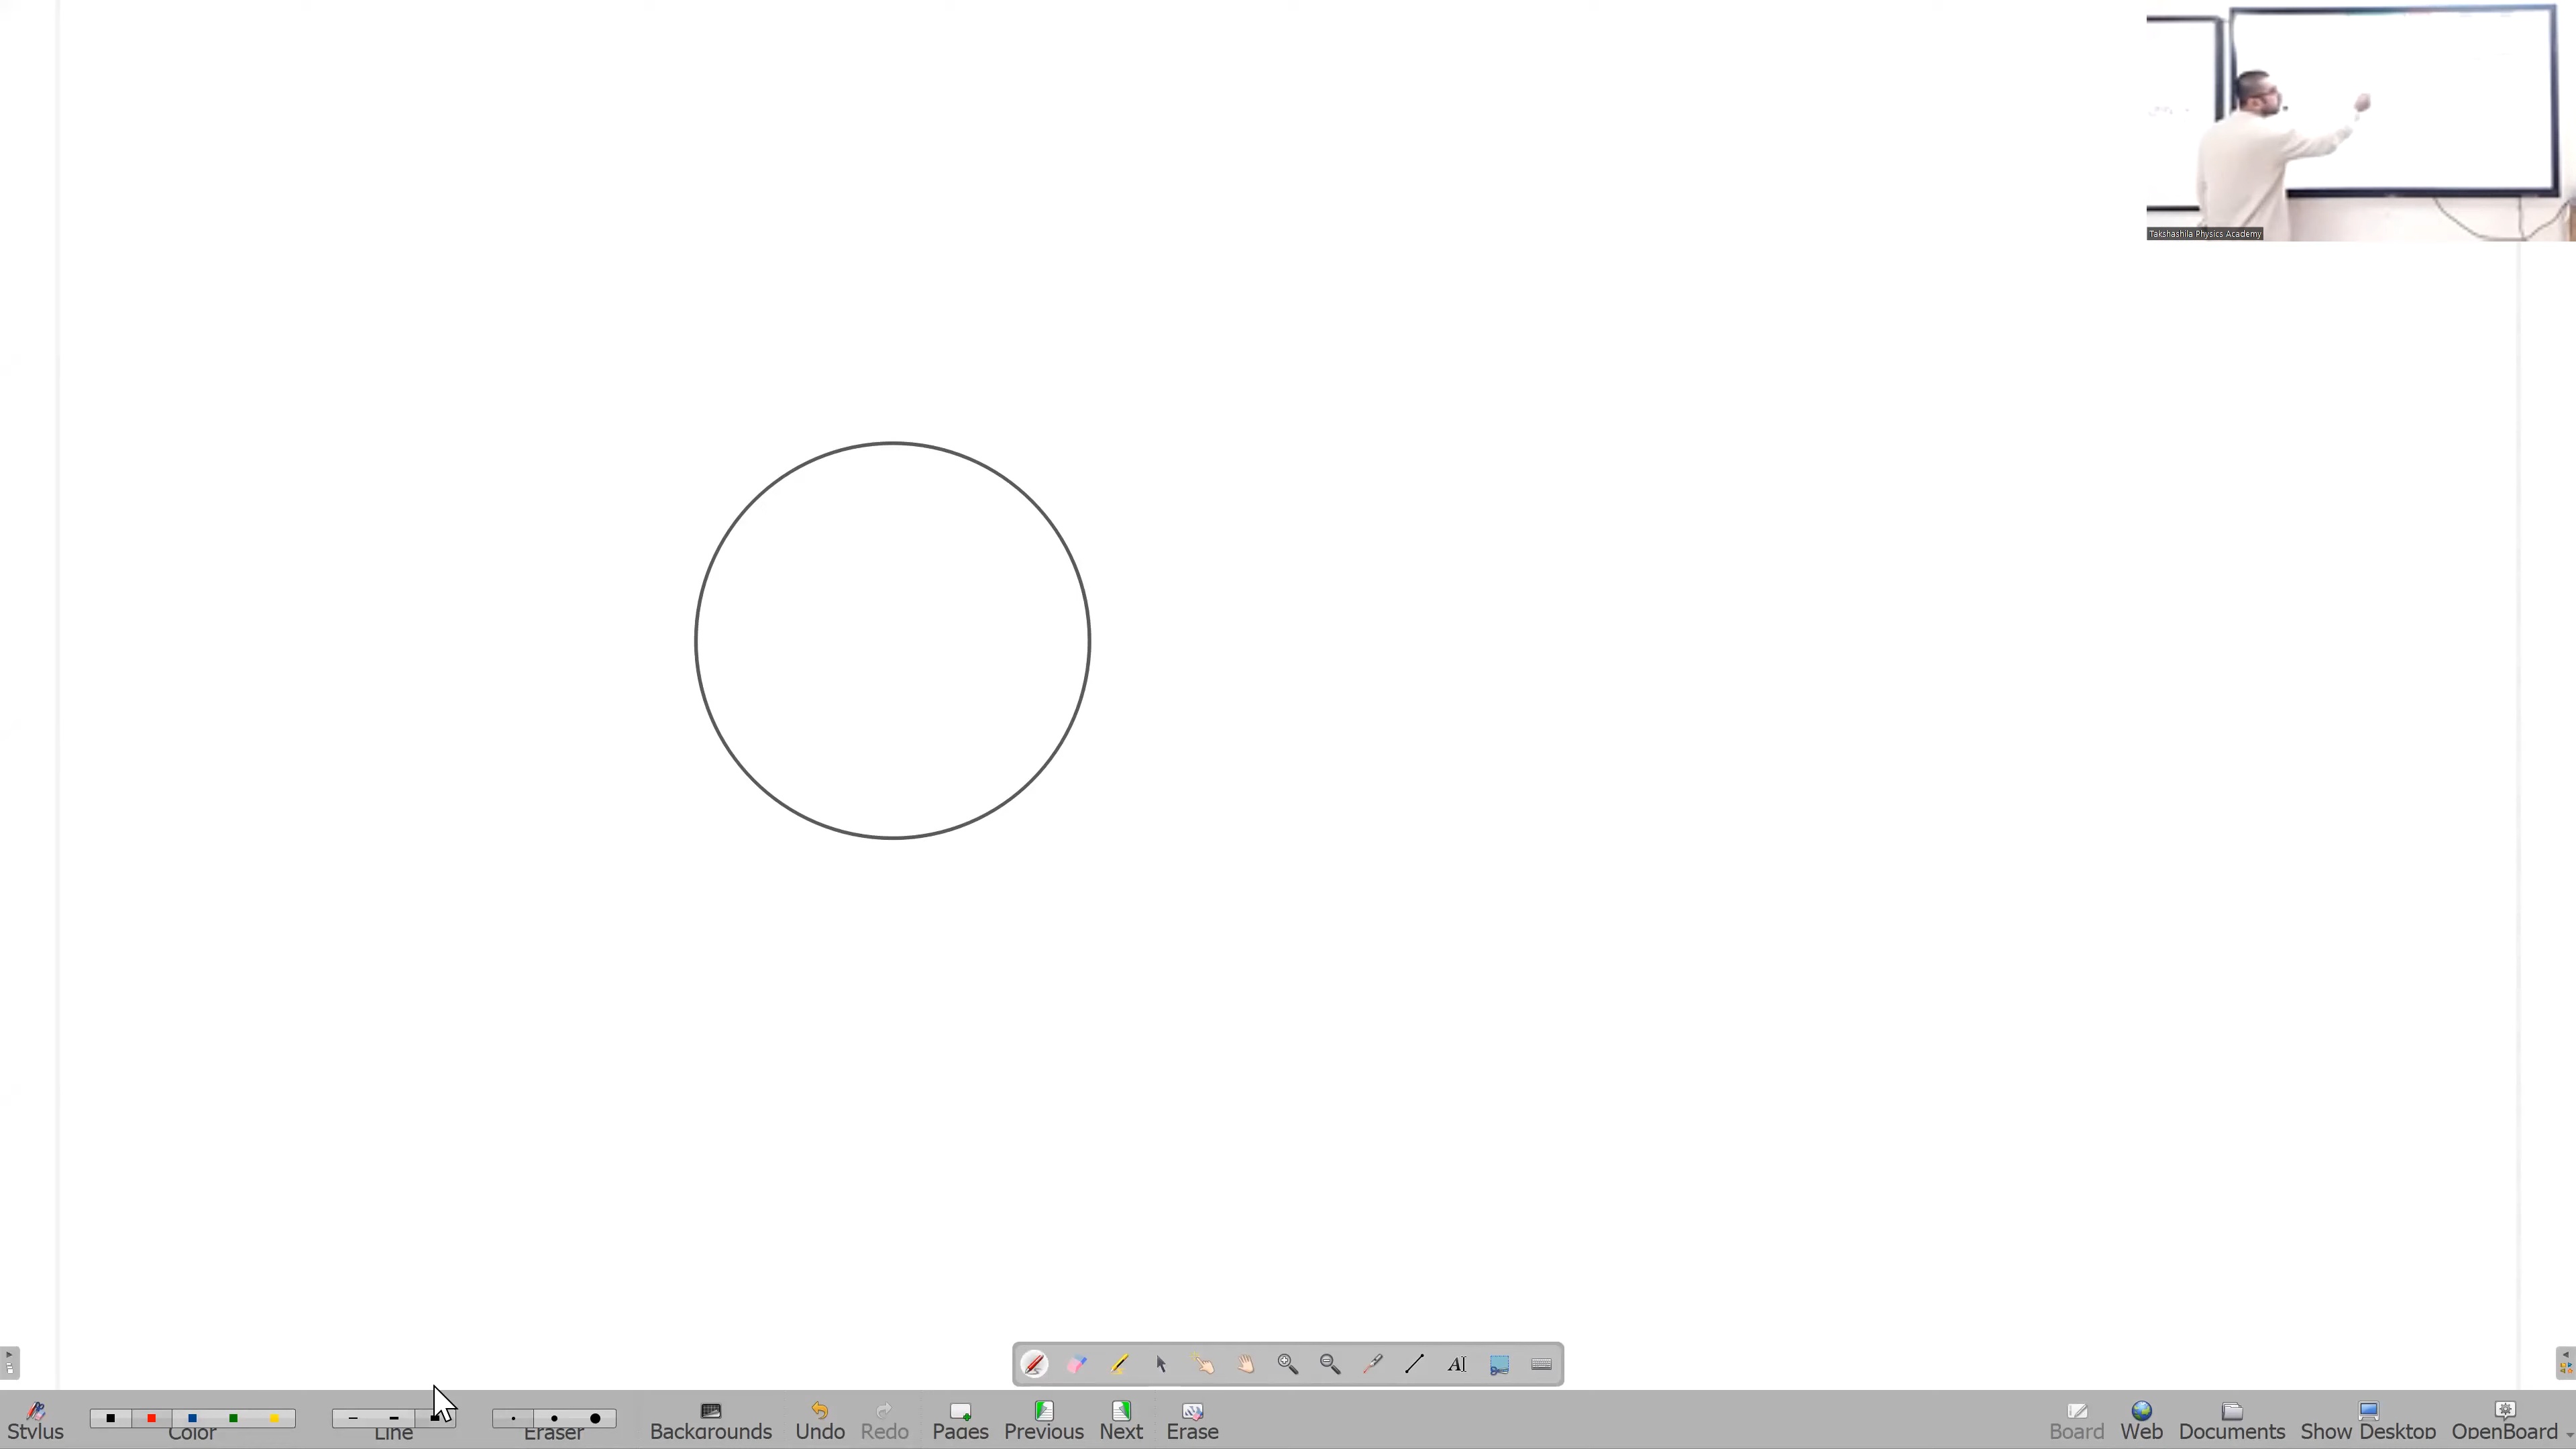 Takshashila Physics Academy
AI
Stylus
Color
Line
Eraser
Backgrounds
Undo
Redo
Pages
Previous
Next
Erase
Board
Web
Documents
Show Desktop
OpenBoard